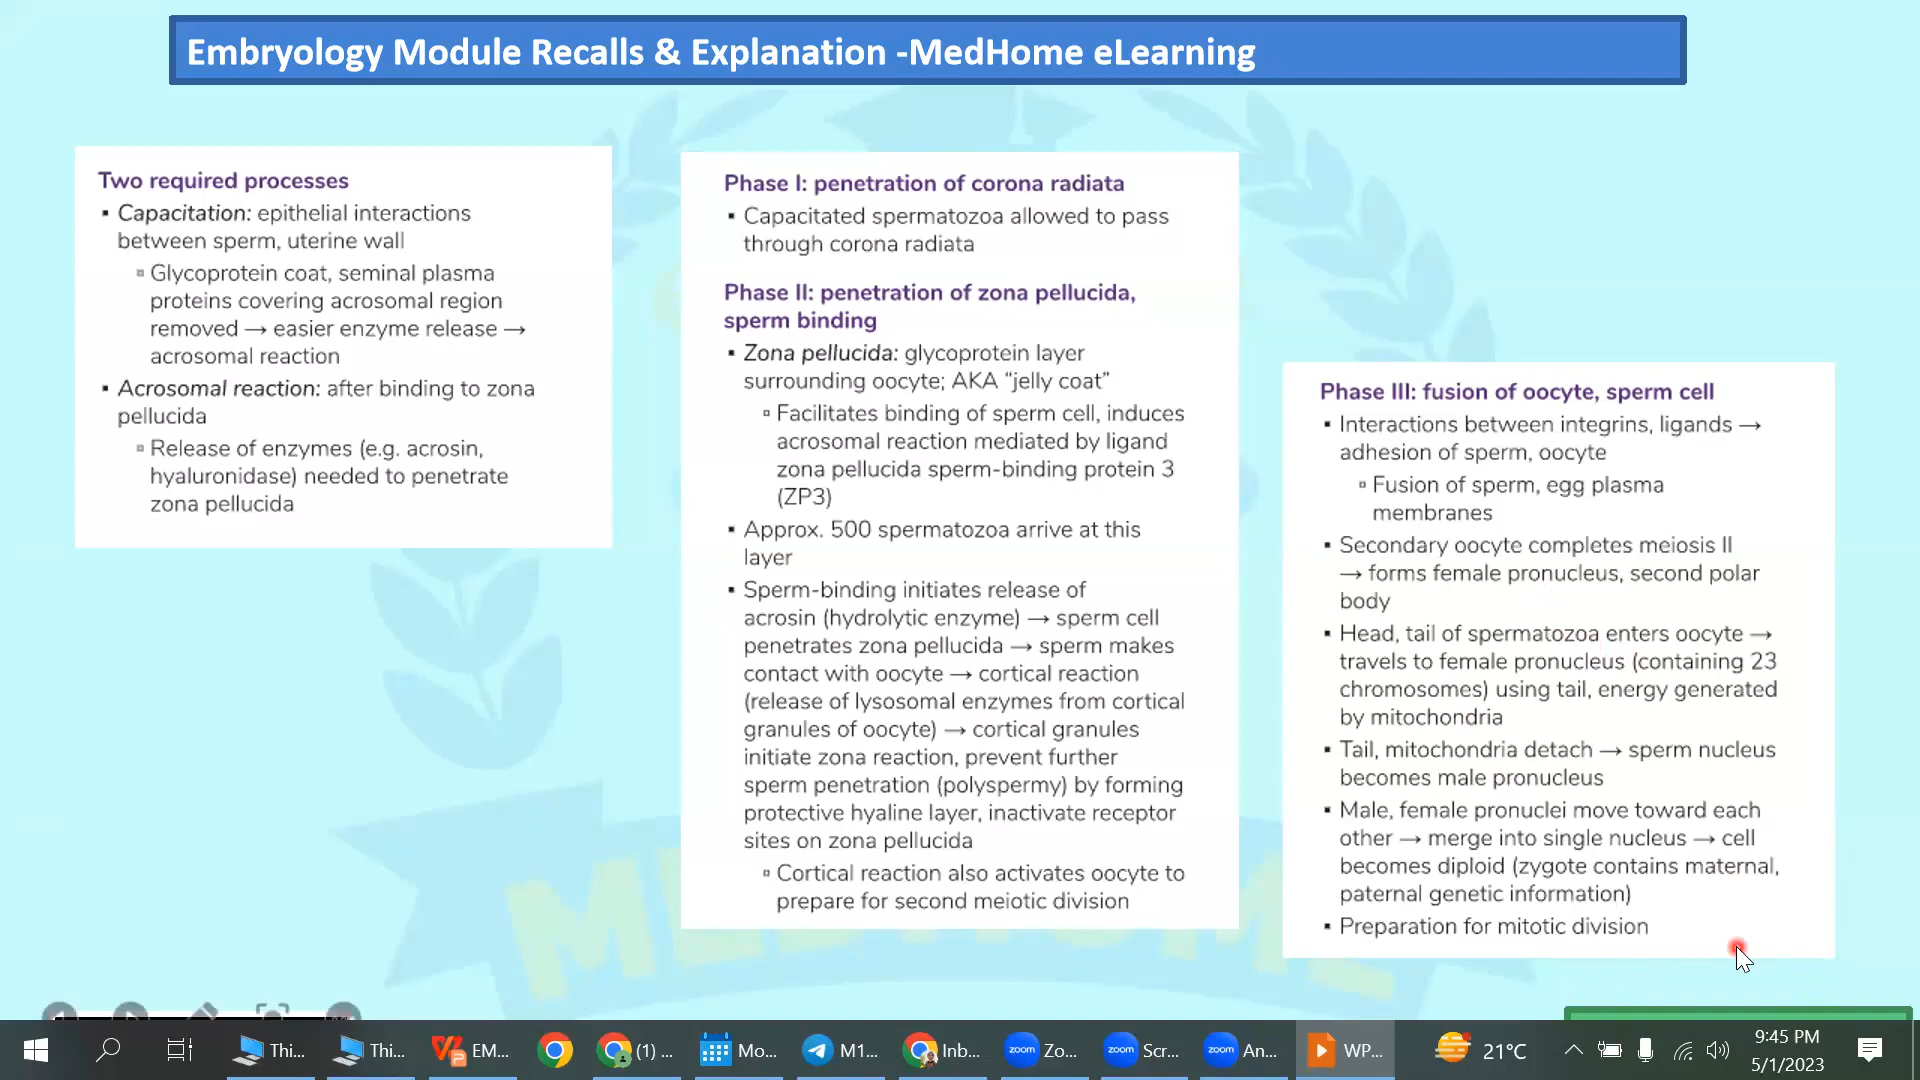 Embryology Module Recalls & Explanation -MedHome eLearning
Two required processes
▪ Capacitation: epithelial interactions
between sperm, uterine wall
▫ Glycoprotein coat, seminal plasma
proteins covering acrosomal region
removed → easier enzyme release →
acrosomal reaction
▪ Acrosomal reaction: after binding to zona
pellucida
▫ Release of enzymes (e.g. acrosin,
hyaluronidase) needed to penetrate
zona pellucida
Phase I: penetration of corona radiata
▪ Capacitated spermatozoa allowed to pass
through corona radiata
Phase II: penetration of zona pellucida,
sperm binding
▪ Zona pellucida: glycoprotein layer
surrounding oocyte; AKA “jelly coat”
▫ Facilitates binding of sperm cell, induces
acrosomal reaction mediated by ligand
zona pellucida sperm-binding protein 3
(ZP3)
▪ Approx. 500 spermatozoa arrive at this
layer
▪ Sperm-binding initiates release of
acrosin (hydrolytic enzyme) → sperm cell
penetrates zona pellucida → sperm makes
contact with oocyte → cortical reaction
(release of lysosomal enzymes from cortical
granules of oocyte) → cortical granules
initiate zona reaction, prevent further
sperm penetration (polyspermy) by forming
protective hyaline layer, inactivate receptor
sites on zona pellucida
▫ Cortical reaction also activates oocyte to
prepare for second meiotic division
Phase III: fusion of oocyte, sperm cell
▪ Interactions between integrins, ligands →
adhesion of sperm, oocyte
▫ Fusion of sperm, egg plasma
membranes
▪ Secondary oocyte completes meiosis II
→ forms female pronucleus, second polar
body
▪ Head, tail of spermatozoa enters oocyte →
travels to female pronucleus (containing 23
chromosomes) using tail, energy generated
by mitochondria
▪ Tail, mitochondria detach → sperm nucleus
becomes male pronucleus
▪ Male, female pronuclei move toward each
other → merge into single nucleus → cell
becomes diploid (zygote contains maternal,
paternal genetic information)
▪ Preparation for mitotic division
MEDHOME
Thi... Thi... EM... (1) ... Mo... M1... Inb... zoom Zo... zoom Scr... zoom An... WP... 21°C
9:45 PM
5/1/2023